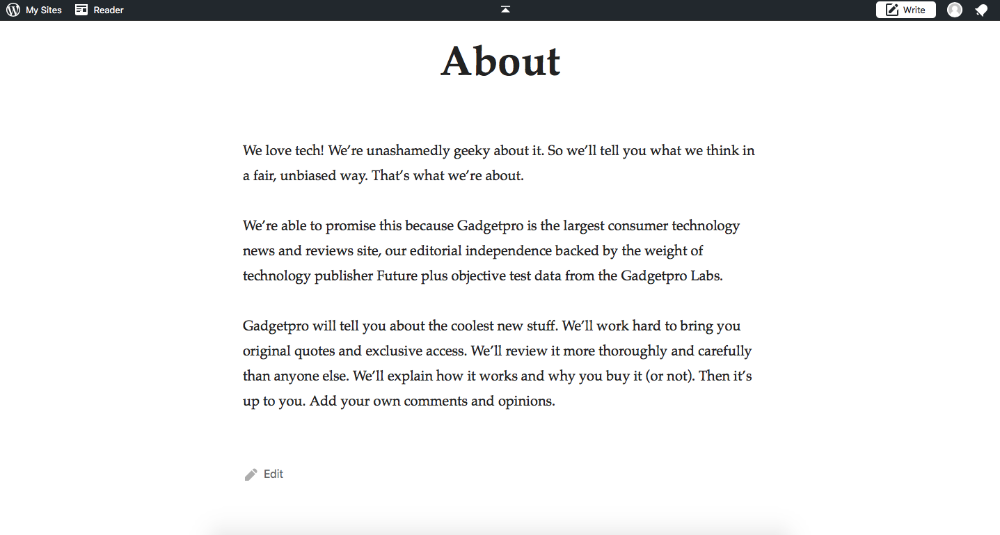 My Sites Reader Write
About
We love tech! We’re unashamedly geeky about it. So we’ll tell you what we think in
a fair, unbiased way. That’s what we’re about.
We’re able to promise this because Gadgetpro is the largest consumer technology
news and reviews site, our editorial independence backed by the weight of
technology publisher Future plus objective test data from the Gadgetpro Labs.
Gadgetpro will tell you about the coolest new stuff. We’ll work hard to bring you
original quotes and exclusive access. We’ll review it more thoroughly and carefully
than anyone else. We’ll explain how it works and why you buy it (or not). Then it’s
up to you. Add your own comments and opinions.
Edit